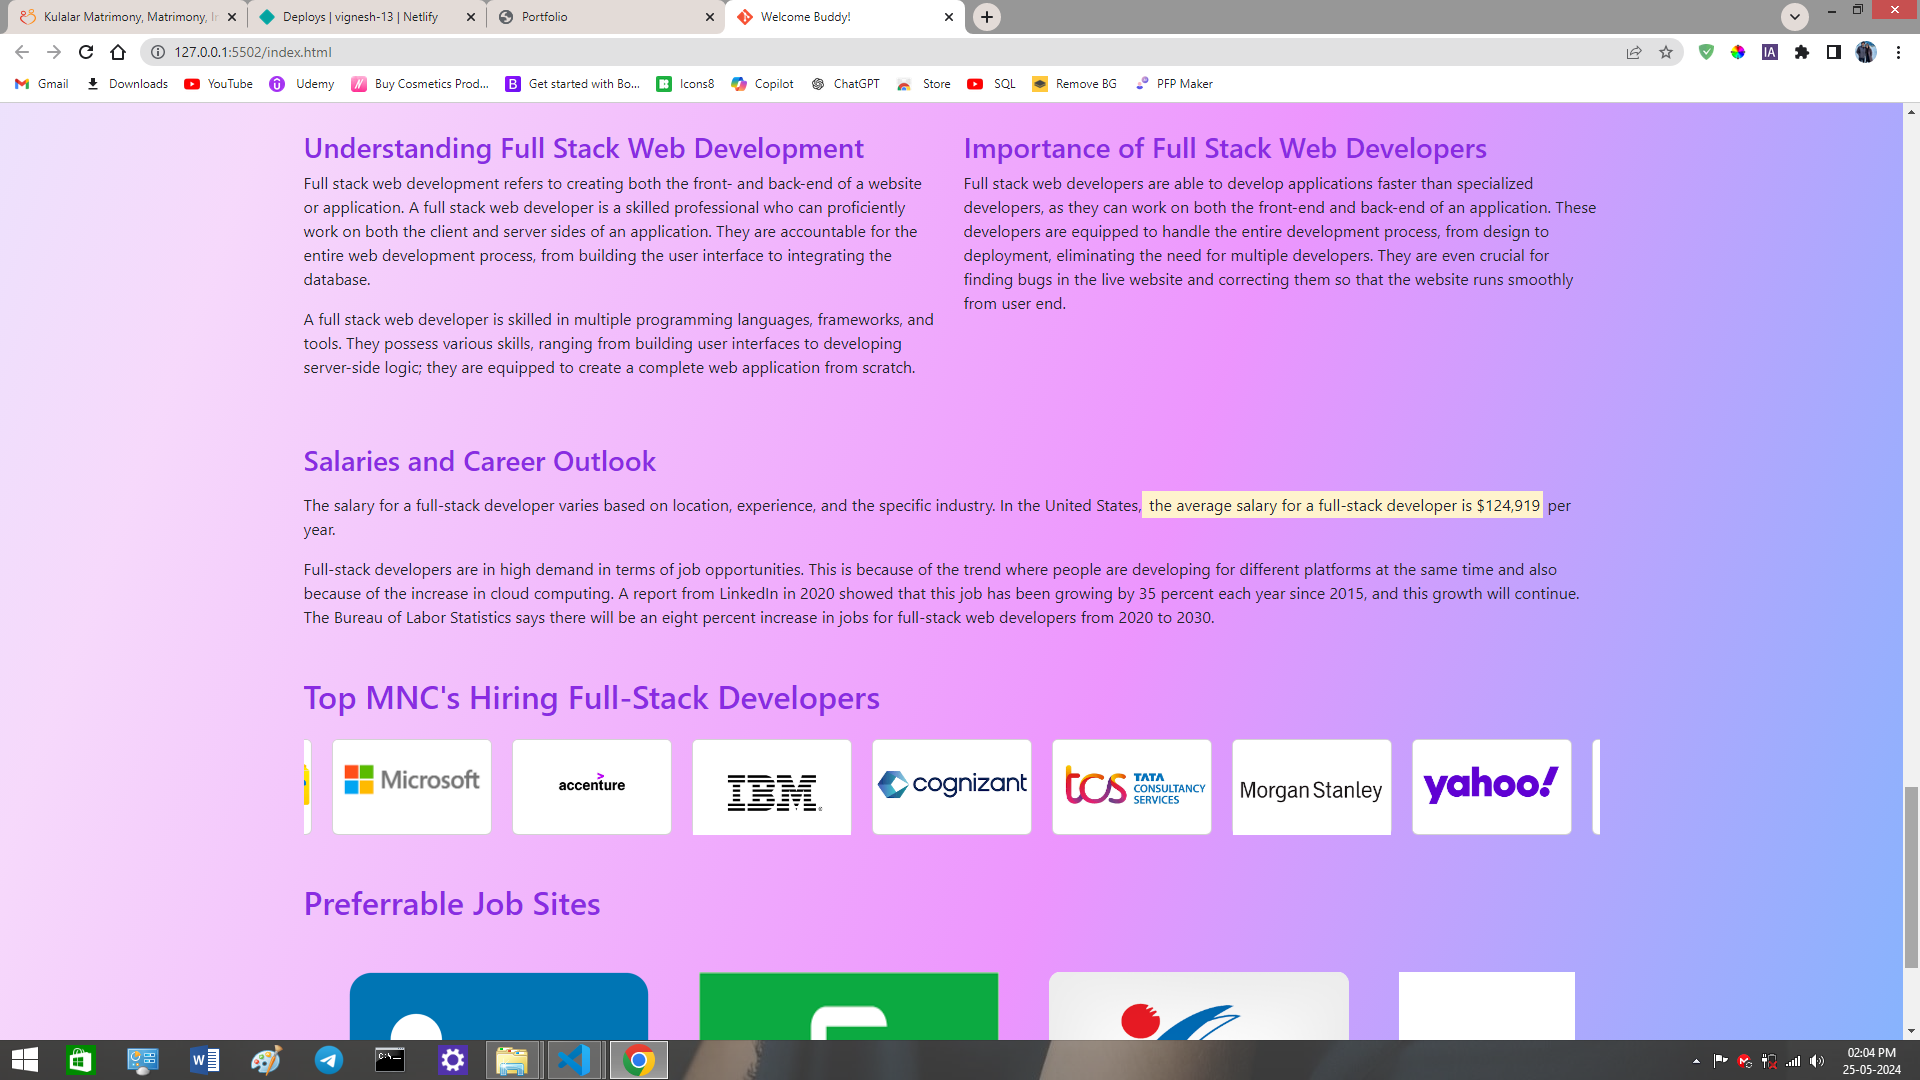 Kulalar Matrimony, Matrimony, In
Deploys | vignesh-13 | Netlify
Portfolio
Welcome Buddy!
127.0.0.1:5502/index.html
IA
Gmail
Downloads
YouTube
Udemy
Buy Cosmetics Prod...
Get started with Bo...
Icons8
Copilot
ChatGPT
Store
SQL
Remove BG
PFP Maker
Understanding Full Stack Web Development
Full stack web development refers to creating both the front- and back-end of a website
or application. A full stack web developer is a skilled professional who can proficiently
work on both the client and server sides of an application. They are accountable for the
entire web development process, from building the user interface to integrating the
database.
A full stack web developer is skilled in multiple programming languages, frameworks, and
tools. They possess various skills, ranging from building user interfaces to developing
server-side logic; they are equipped to create a complete web application from scratch.
Importance of Full Stack Web Developers
Full stack web developers are able to develop applications faster than specialized
developers, as they can work on both the front-end and back-end of an application. These
developers are equipped to handle the entire development process, from design to
deployment, eliminating the need for multiple developers. They are even crucial for
finding bugs in the live website and correcting them so that the website runs smoothly
from user end.
Salaries and Career Outlook
The salary for a full-stack developer varies based on location, experience, and the specific industry. In the United States, the average salary for a full-stack developer is $124,919 per
year.
Full-stack developers are in high demand in terms of job opportunities. This is because of the trend where people are developing for different platforms at the same time and also
because of the increase in cloud computing. A report from LinkedIn in 2020 showed that this job has been growing by 35 percent each year since 2015, and this growth will continue.
The Bureau of Labor Statistics says there will be an eight percent increase in jobs for full-stack web developers from 2020 to 2030.
Top MNC's Hiring Full-Stack Developers
Microsoft
accenture
IBM
cognizant
tcs TATA
CONSULTANCY
SERVICES
Morgan Stanley
yahoo!
Preferrable Job Sites
02:04 PM
25-05-2024